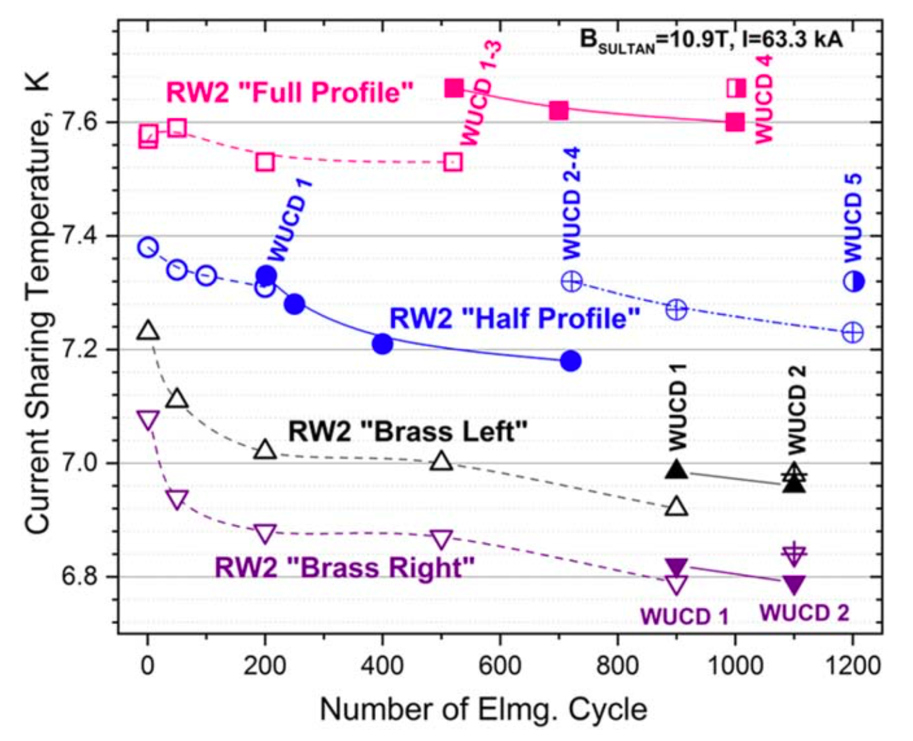 B_SULTAN=10.9T, I=63.3 kA
RW2 "Full Profile"
WUCD 1-3
WUCD 4
WUCD 1
WUCD 2-4
WUCD 5
RW2 "Half Profile"
WUCD 1
WUCD 2
RW2 "Brass Left"
RW2 "Brass Right"
WUCD 1
WUCD 2
Current Sharing Temperature, K
7.6
7.4
7.2
7.0
6.8
0 200 400 600 800 1000 1200
Number of Elmg. Cycle